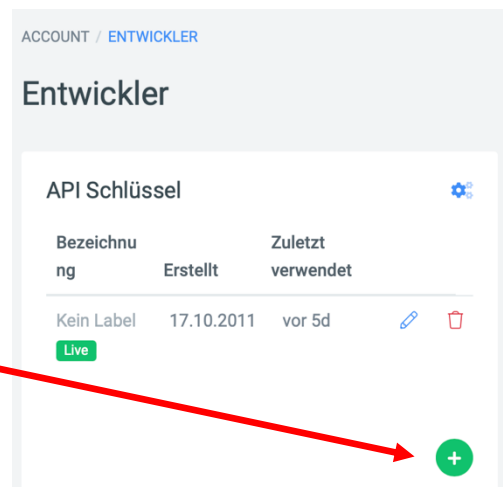 ACCOUNT / ENTWICKLER
Entwickler
API Schlüssel
Bezeichnu
ng Erstellt Zuletzt
verwendet
Kein Label 17.10.2011 vor 5d
Live
+